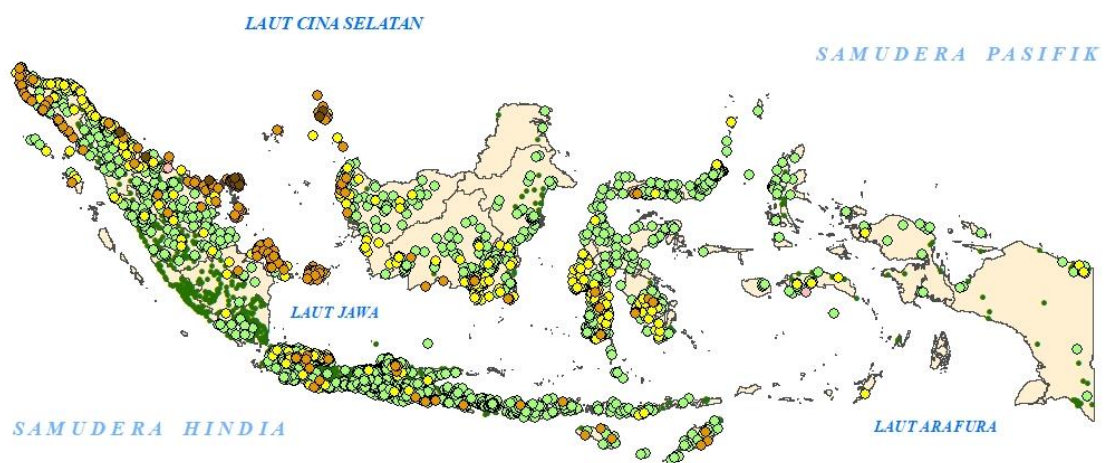 LAUT CINA SELATAN
SAMUDERA PASIFIK
LAUT JAWA
SAMUDERA HINDIA
LAUT ARAFURA